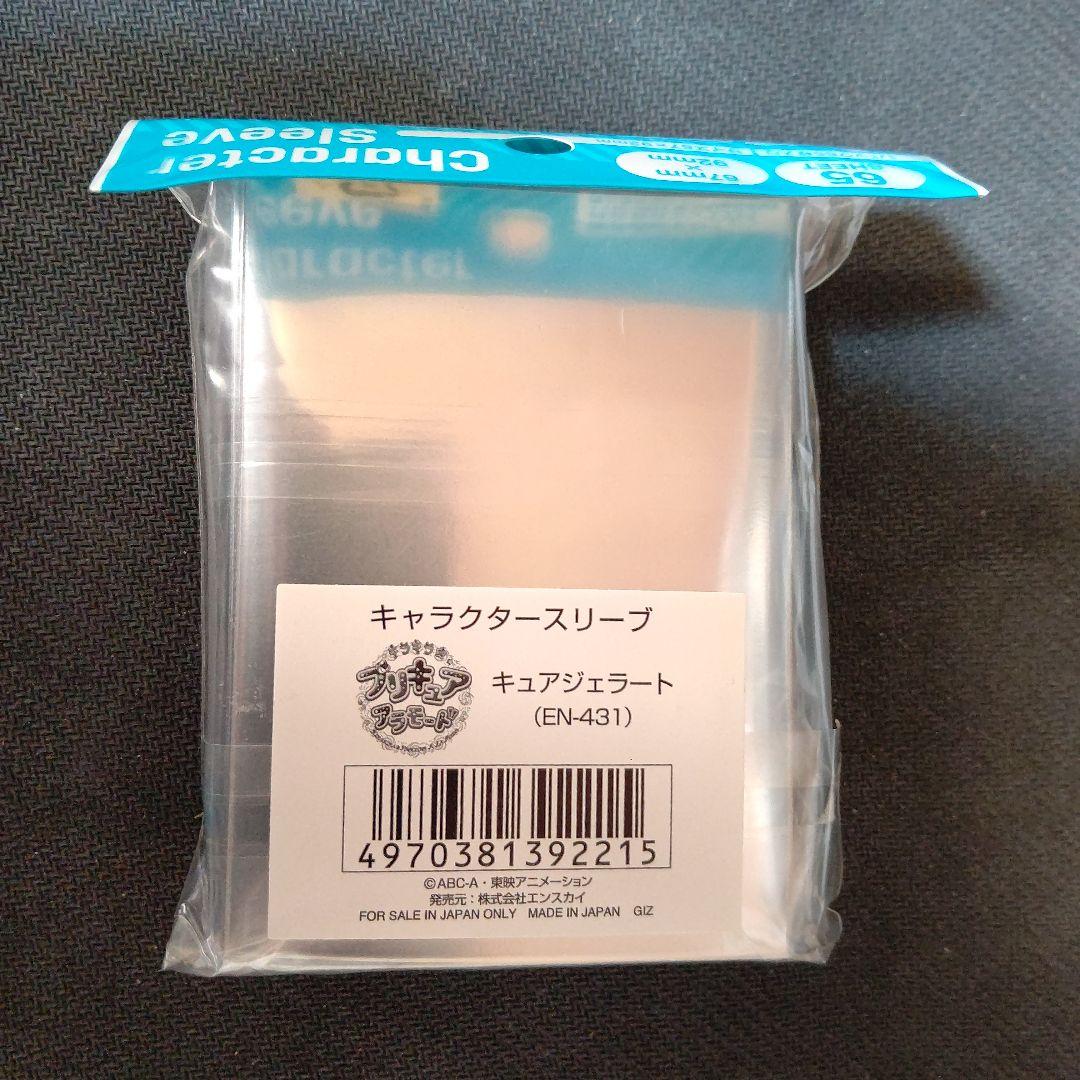 Character
Sleeve
65
SHEET
67mm
92mm
キャラクタースリーブ
キラキラ☆
プリキュア
アラモード
キュアジェラート
(EN-431)
4970381392215
©ABC-A・東映アニメーション
発売元：株式会社エンスカイ
FOR SALE IN JAPAN ONLY MADE IN JAPAN GIZ